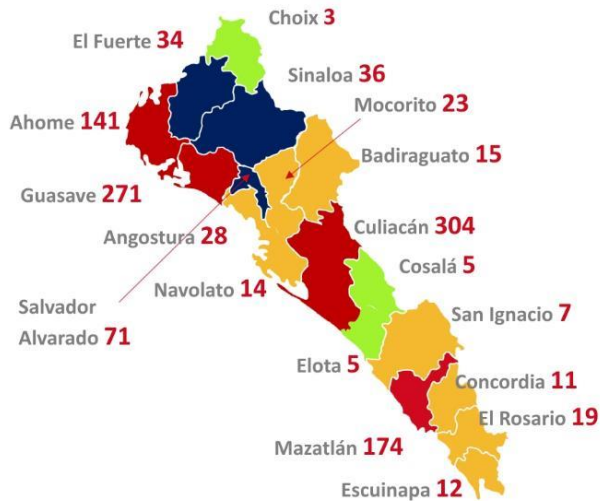 Choix 3
El Fuerte 34
Sinaloa 36
Mocorito 23
Ahome 141
Badiraguato 15
Guasave 271
Culiacán 304
Angostura 28
Cosalá 5
Navolato 14
Salvador
Alvarado 71
San Ignacio 7
Elota 5
Concordia 11
El Rosario 19
Mazatlán 174
Escuinapa 12